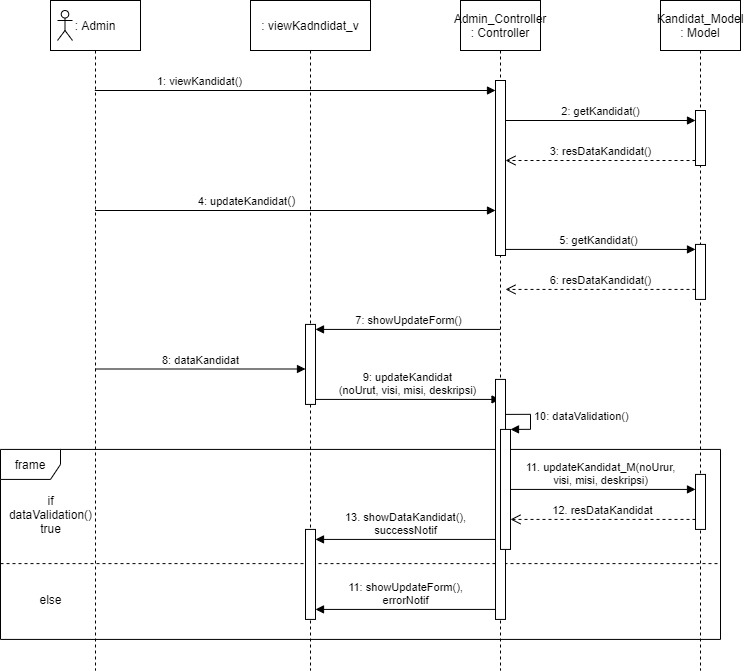 : Admin
: viewKadndidat_v
Admin_Controller
: Controller
Kandidat_Model
: Model
1: viewKandidat()
2: getKandidat()
3: resDataKandidat()
4: updateKandidat()
5: getKandidat()
6: resDataKandidat()
7: showUpdateForm()
8: dataKandidat
9: updateKandidat
(noUrut, visi, misi, deskripsi)
10: dataValidation()
frame
11. updateKandidat_M(noUrur,
visi, misi, deskripsi)
if
dataValidation()
true
12. resDataKandidat
13. showDataKandidat(),
successNotif
else
11: showUpdateForm(),
errorNotif